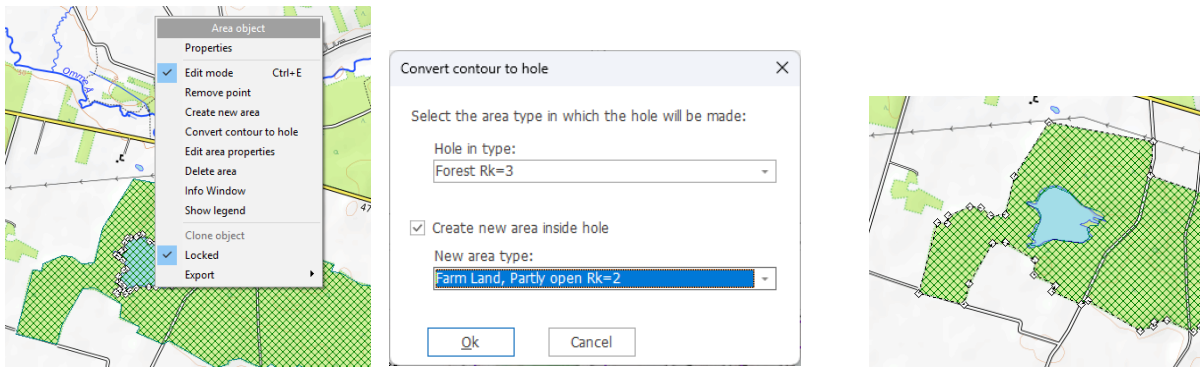 Area object
Properties
Edit mode Ctrl+E
Remove point
Create new area
Convert contour to hole
Edit area properties
Delete area
Info Window
Show legend
Clone object
Locked
Export
Omme Å
47
Convert contour to hole
Select the area type in which the hole will be made:
Hole in type:
Forest Rk=3
Create new area inside hole
New area type:
Farm Land, Partly open Rk=2
Ok
Cancel